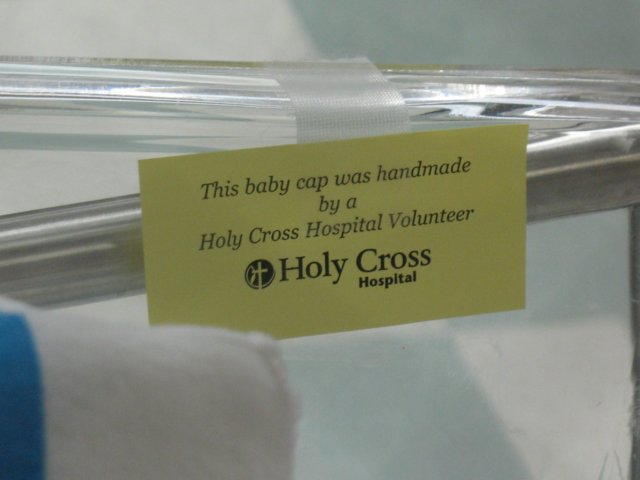 This baby cap was handmade
by a
Holy Cross Hospital Volunteer
Holy Cross
Hospital